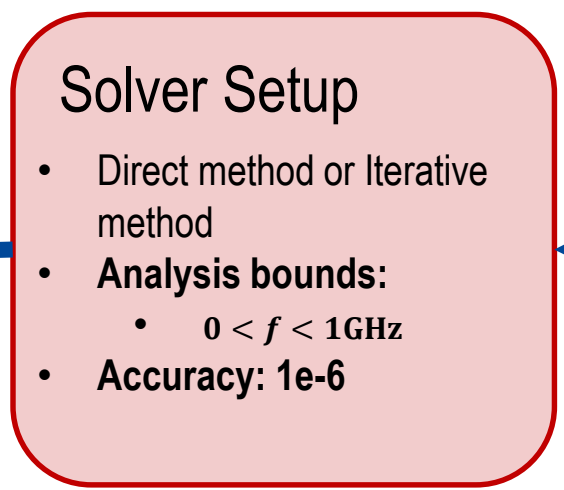 Solver Setup
• Direct method or Iterative
method
• Analysis bounds:
• 0 < f < 1GHz
• Accuracy: 1e-6